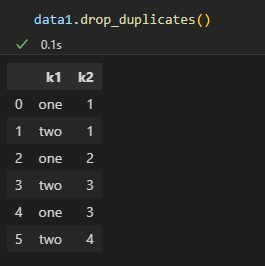 data1.drop_duplicates()
0.1s
k1 k2
0 one 1
1 two 1
2 one 2
3 two 3
4 one 3
5 two 4